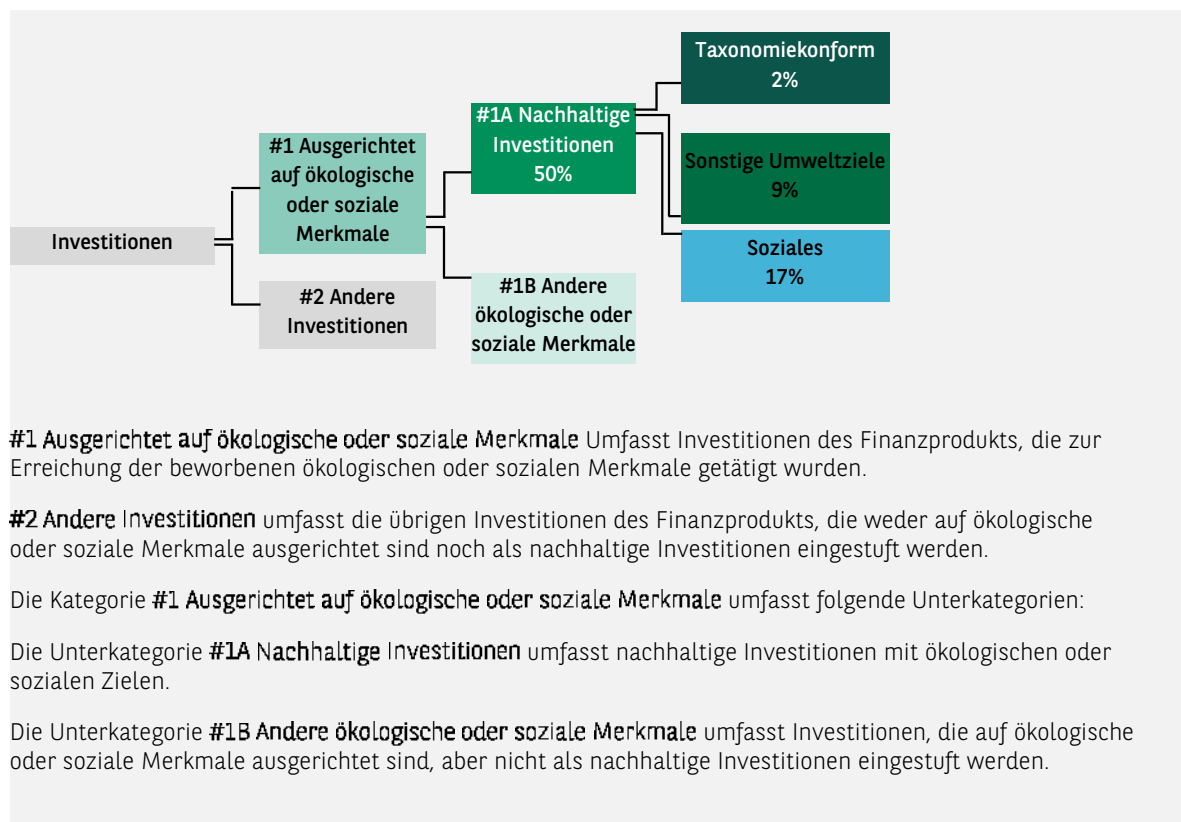 Taxonomiekonform
2%
#1A Nachhaltige
Investitionen
50%
#1 Ausgerichtet
auf ökologische
oder soziale
Merkmale
Sonstige Umweltziele
9%
Investitionen
Soziales
17%
#2 Andere
Investitionen
#1B Andere
ökologische oder
soziale Merkmale
#1 Ausgerichtet auf ökologische oder soziale Merkmale Umfasst Investitionen des Finanzprodukts, die zur
Erreichung der beworbenen ökologischen oder sozialen Merkmale getätigt wurden.
#2 Andere Investitionen umfasst die übrigen Investitionen des Finanzprodukts, die weder auf ökologische
oder soziale Merkmale ausgerichtet sind noch als nachhaltige Investitionen eingestuft werden.
Die Kategorie #1 Ausgerichtet auf ökologische oder soziale Merkmale umfasst folgende Unterkategorien:
Die Unterkategorie #1A Nachhaltige Investitionen umfasst nachhaltige Investitionen mit ökologischen oder
sozialen Zielen.
Die Unterkategorie #1B Andere ökologische oder soziale Merkmale umfasst Investitionen, die auf ökologische
oder soziale Merkmale ausgerichtet sind, aber nicht als nachhaltige Investitionen eingestuft werden.